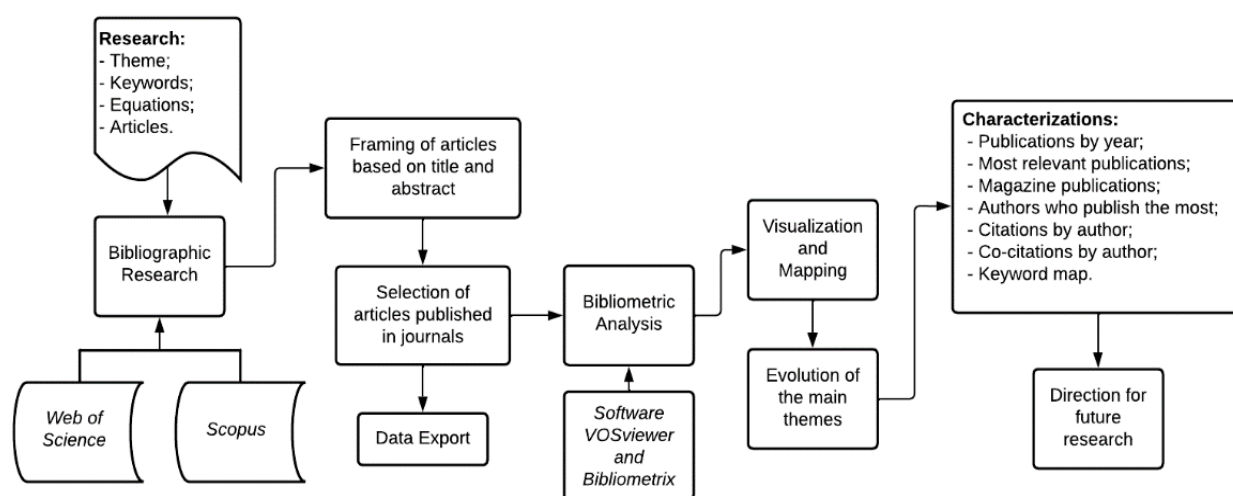 Research:
- Theme;
- Keywords;
- Equations;
- Articles.
Bibliographic
Research
Web of
Science
Scopus
Framing of articles
based on title and
abstract
Selection of
articles published
in journals
Data Export
Bibliometric
Analysis
Software
VOSviewer
and
Bibliometrix
Visualization
and
Mapping
Evolution of
the main
themes
Characterizations:
- Publications by year;
- Most relevant publications;
- Magazine publications;
- Authors who publish the most;
- Citations by author;
- Co-citations by author;
- Keyword map.
Direction for
future
research